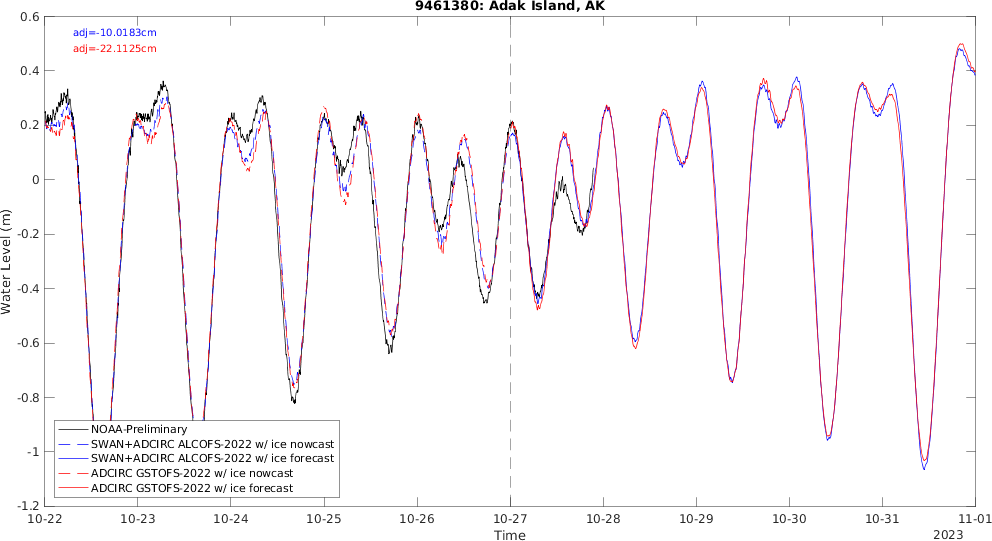 9461380: Adak Island, AK
adj=-10.0183cm
adj=-22.1125cm
0.6
0.4
0.2
0
-0.2
-0.4
-0.6
-0.8
-1
-1.2
Water Level (m)
NOAA-Preliminary
SWAN+ADCIRC ALCOFS-2022 w/ ice nowcast
SWAN+ADCIRC ALCOFS-2022 w/ ice forecast
ADCIRC GSTOFS-2022 w/ ice nowcast
ADCIRC GSTOFS-2022 w/ ice forecast
10-22 10-23 10-24 10-25 10-26 10-27 10-28 10-29 10-30 10-31 11-01
Time
2023